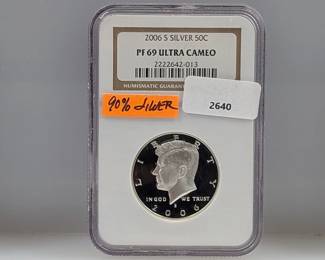 2006 S SILVER 50C
PF 69 ULTRA CAMEO
2222642-013
NUMISMATIC GUARANTY
90% SILVER
2640
LIBERTY
IN GOD WE TRUST
S
2006